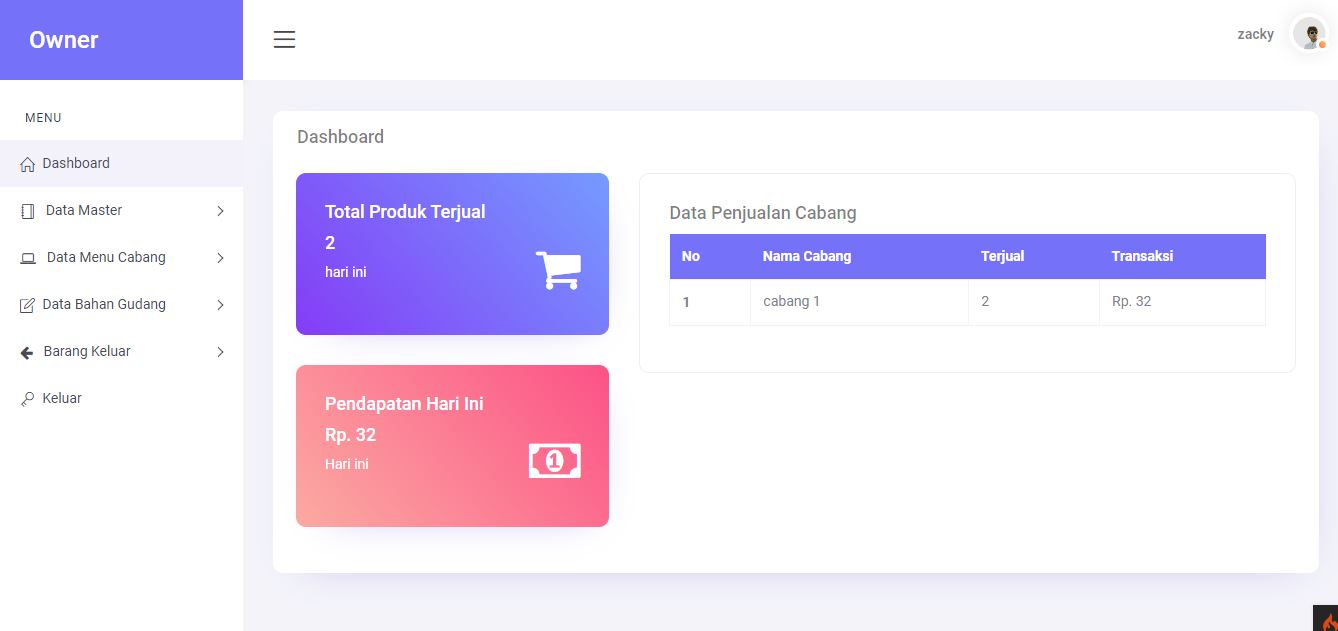 Owner
zacky
MENU
Dashboard
Data Master
Data Menu Cabang
Data Bahan Gudang
Barang Keluar
Keluar
Dashboard
Total Produk Terjual
2
hari ini
Pendapatan Hari Ini
Rp. 32
Hari ini
1
Data Penjualan Cabang
No Nama Cabang Terjual Transaksi
1 cabang 1 2 Rp. 32